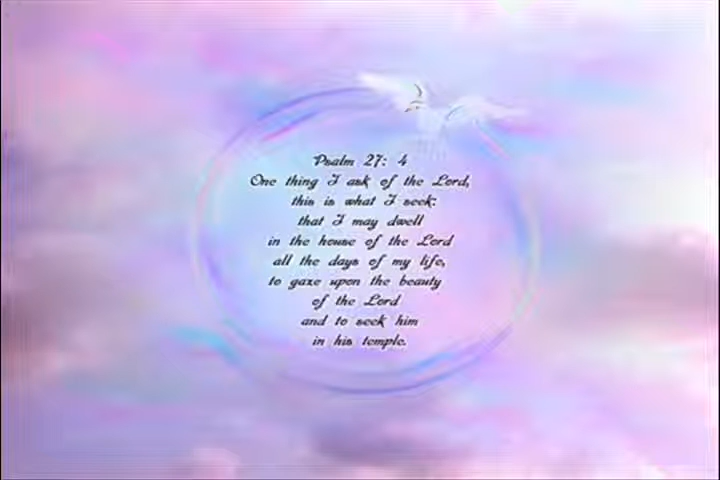 Psalm 27: 4
One thing I ask of the Lord,
this is what I seek:
that I may dwell
in the house of the Lord
all the days of my life,
to gaze upon the beauty
of the Lord
and to seek him
in his temple.